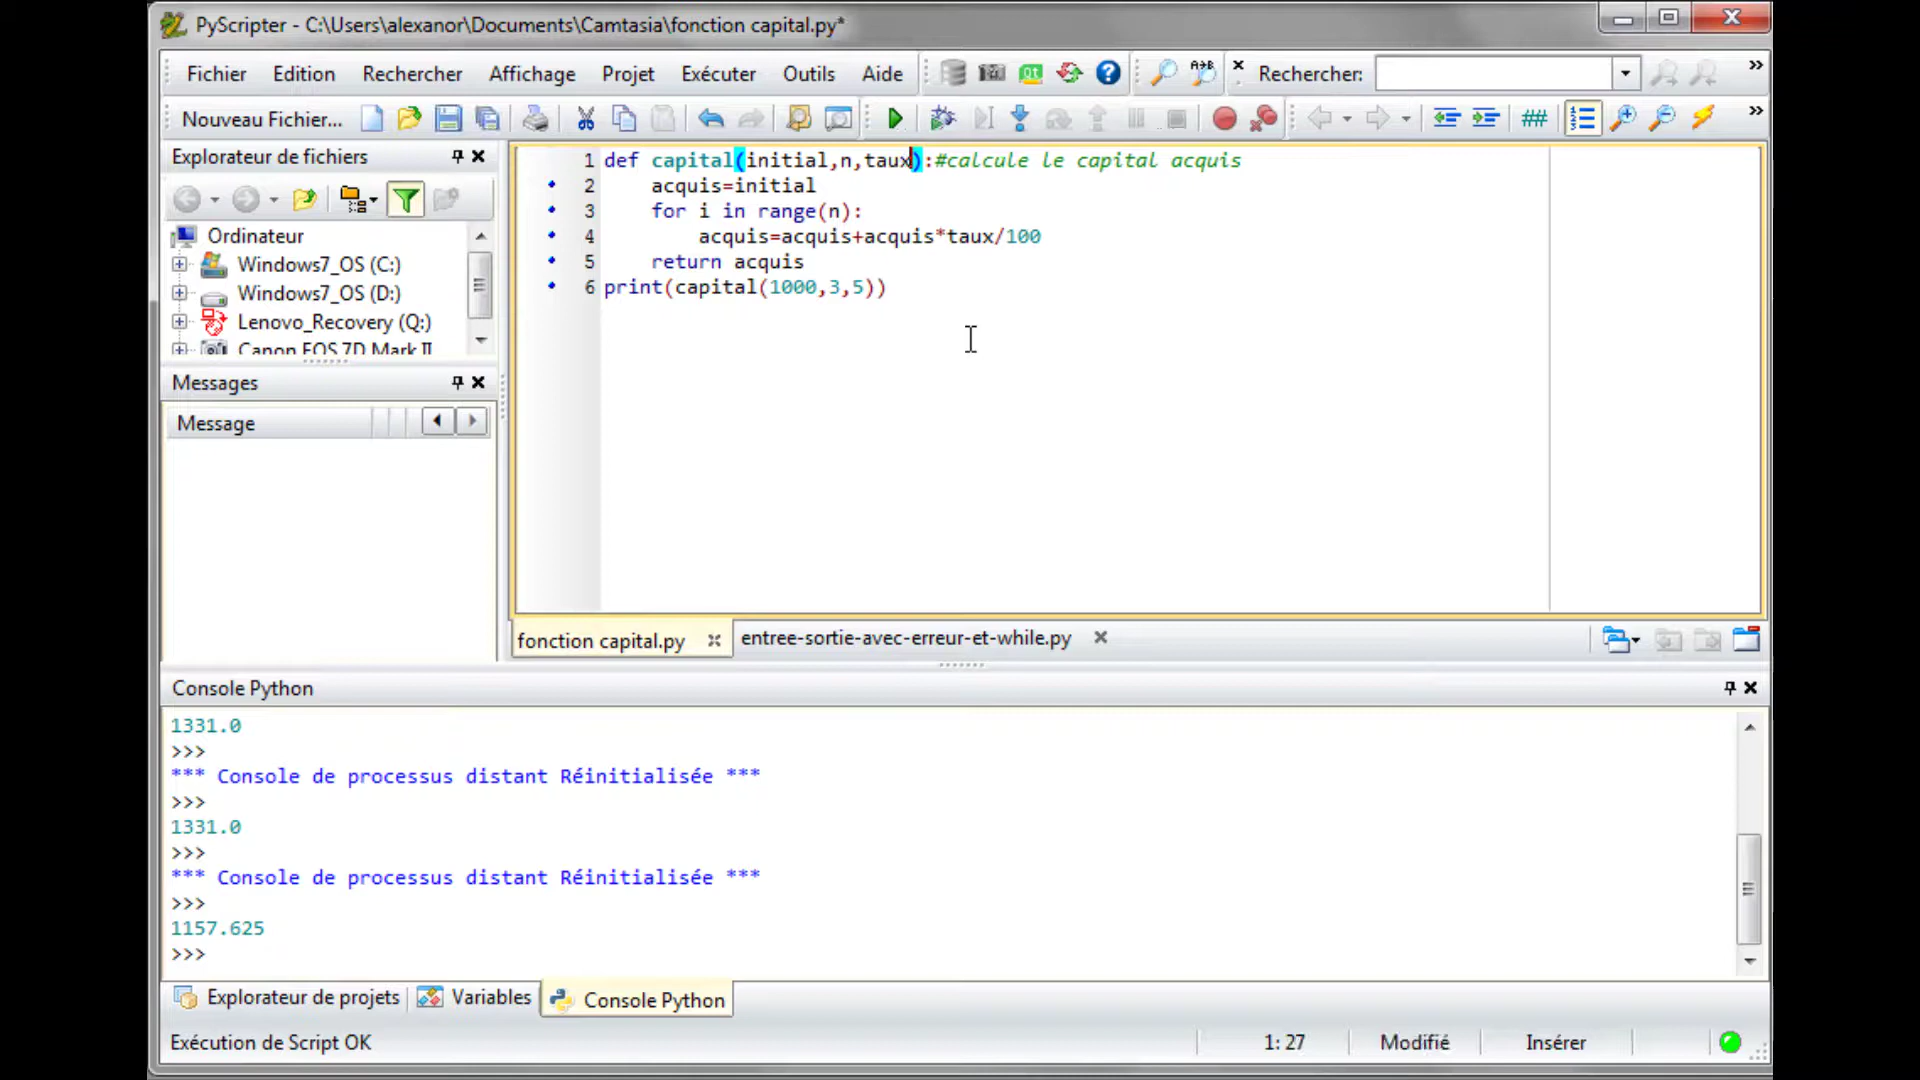 PyScripter - C:\Users\alexanor\Documents\Camtasia\fonction capital.py*
Fichier Edition Rechercher Affichage Projet Exécuter Outils Aide Rechercher:
Nouveau Fichier...
Explorateur de fichiers
Ordinateur
Windows7_OS (C:)
Windows7_OS (D:)
Lenovo_Recovery (Q:)
Canon EOS 7D Mark II
Messages
Message
1 def capital(initial,n,taux):#calcule le capital acquis
2 acquis=initial
3 for i in range(n):
4 acquis=acquis+acquis*taux/100
5 return acquis
6 print(capital(1000,3,5))
fonction capital.py entree-sortie-avec-erreur-et-while.py
Console Python
1331.0
>>>
*** Console de processus distant Réinitialisée ***
>>>
1331.0
>>>
*** Console de processus distant Réinitialisée ***
>>>
1157.625
>>>
Explorateur de projets Variables Console Python
Exécution de Script OK 1: 27 Modifié Insérer